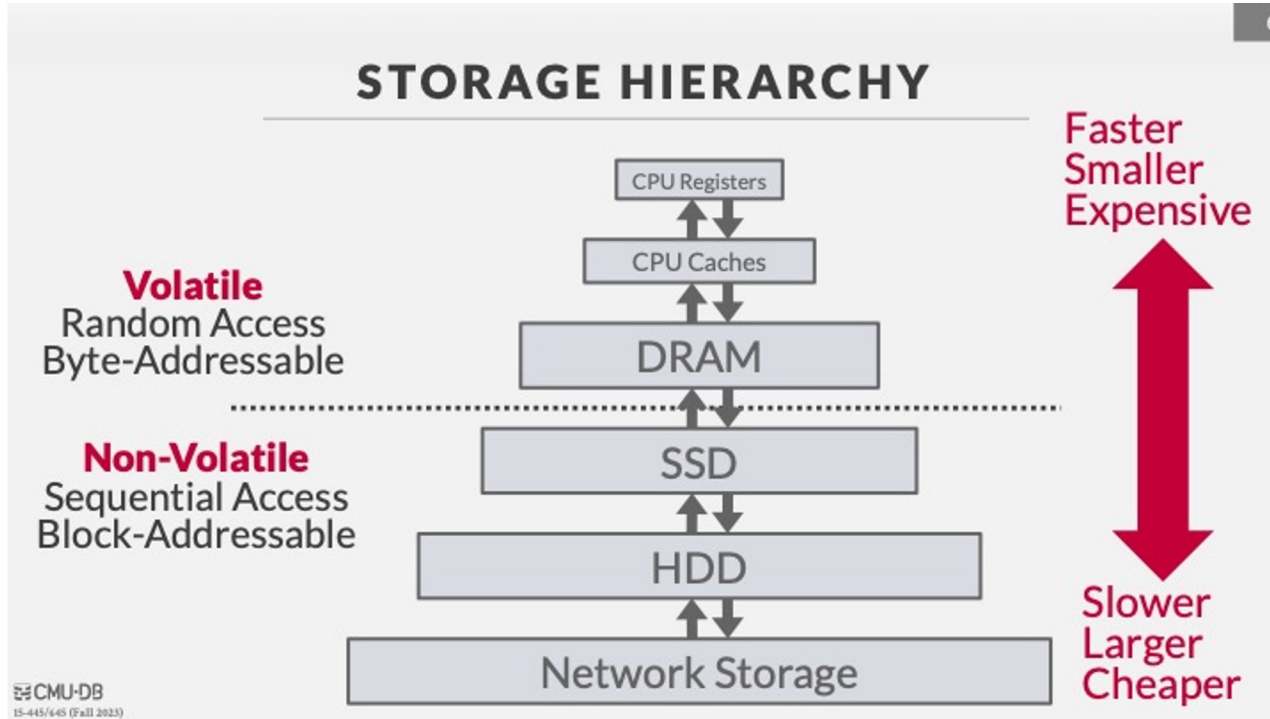 STORAGE HIERARCHY
Faster
Smaller
Expensive
CPU Registers
CPU Caches
Volatile
Random Access
Byte-Addressable
DRAM
Non-Volatile
Sequential Access
Block-Addressable
SSD
HDD
Slower
Larger
Cheaper
Network Storage
CMU·DB
15-445/645 (Fall 2023)